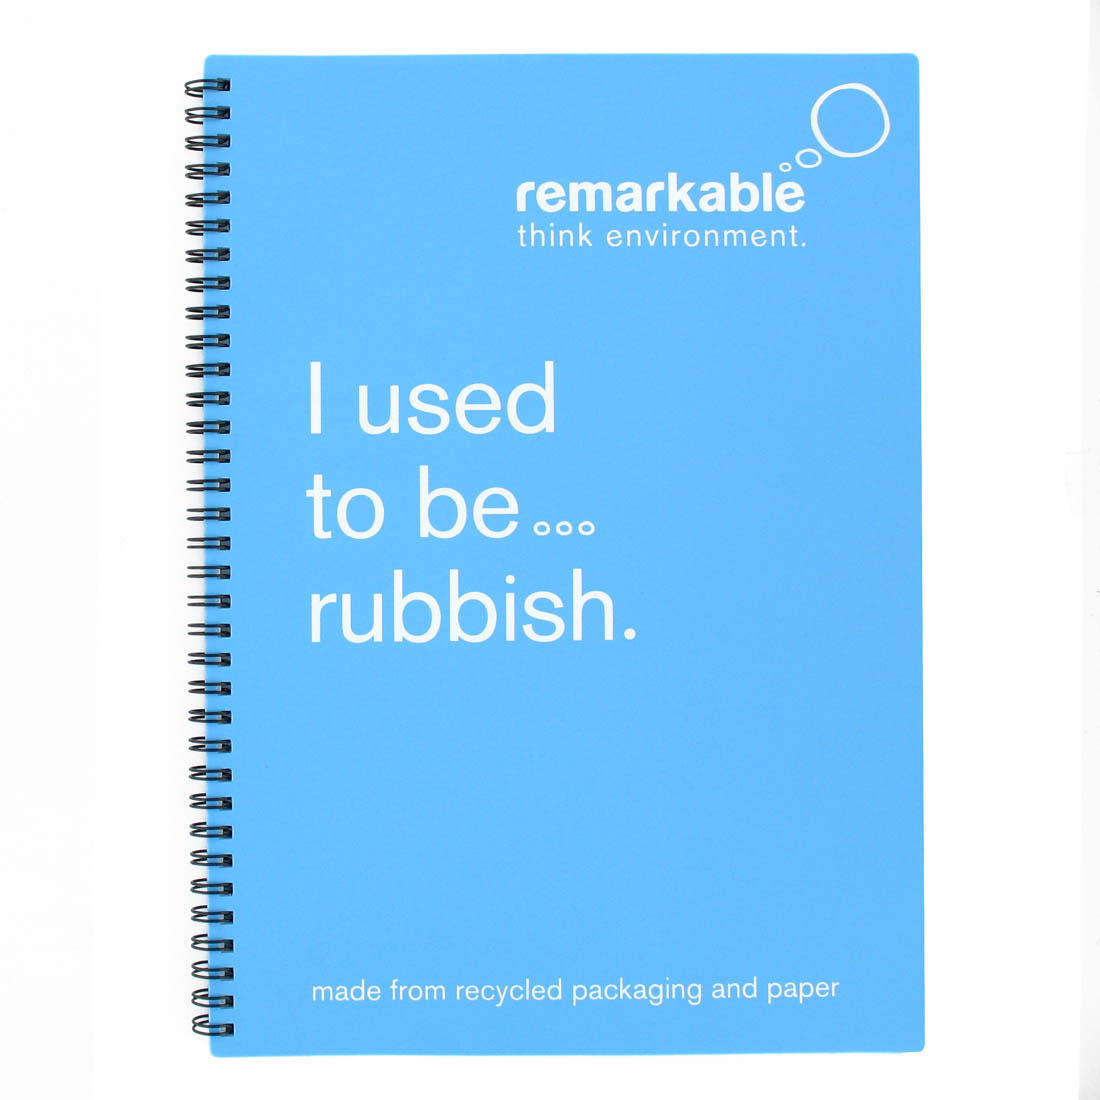 remarkable
think environment.
I used
to be...
rubbish.
made from recycled packaging and paper